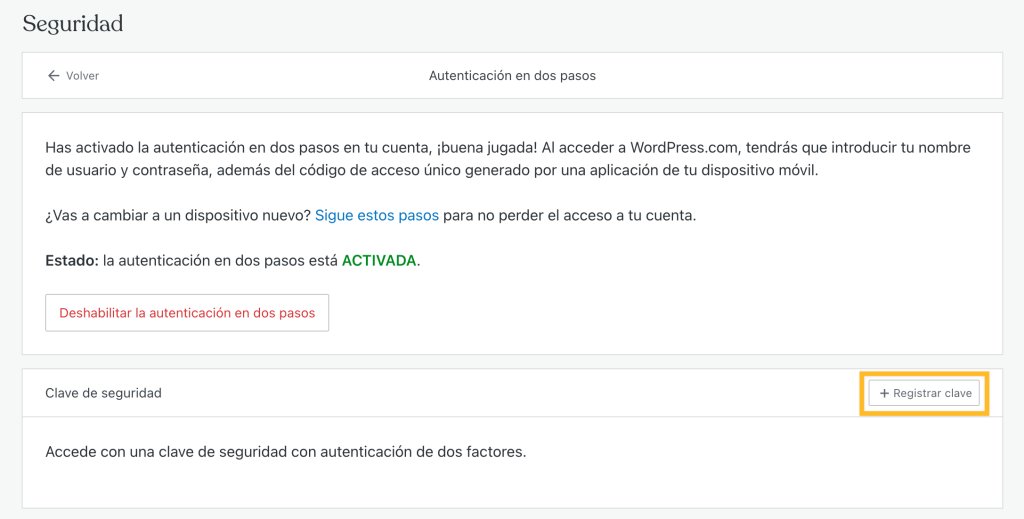 Seguridad
← Volver
Autenticación en dos pasos
Has activado la autenticación en dos pasos en tu cuenta, ¡buena jugada! Al acceder a WordPress.com, tendrás que introducir tu nombre
de usuario y contraseña, además del código de acceso único generado por una aplicación de tu dispositivo móvil.
¿Vas a cambiar a un dispositivo nuevo? Sigue estos pasos para no perder el acceso a tu cuenta.
Estado: la autenticación en dos pasos está ACTIVADA.
Deshabilitar la autenticación en dos pasos
Clave de seguridad
+ Registrar clave
Accede con una clave de seguridad con autenticación de dos factores.